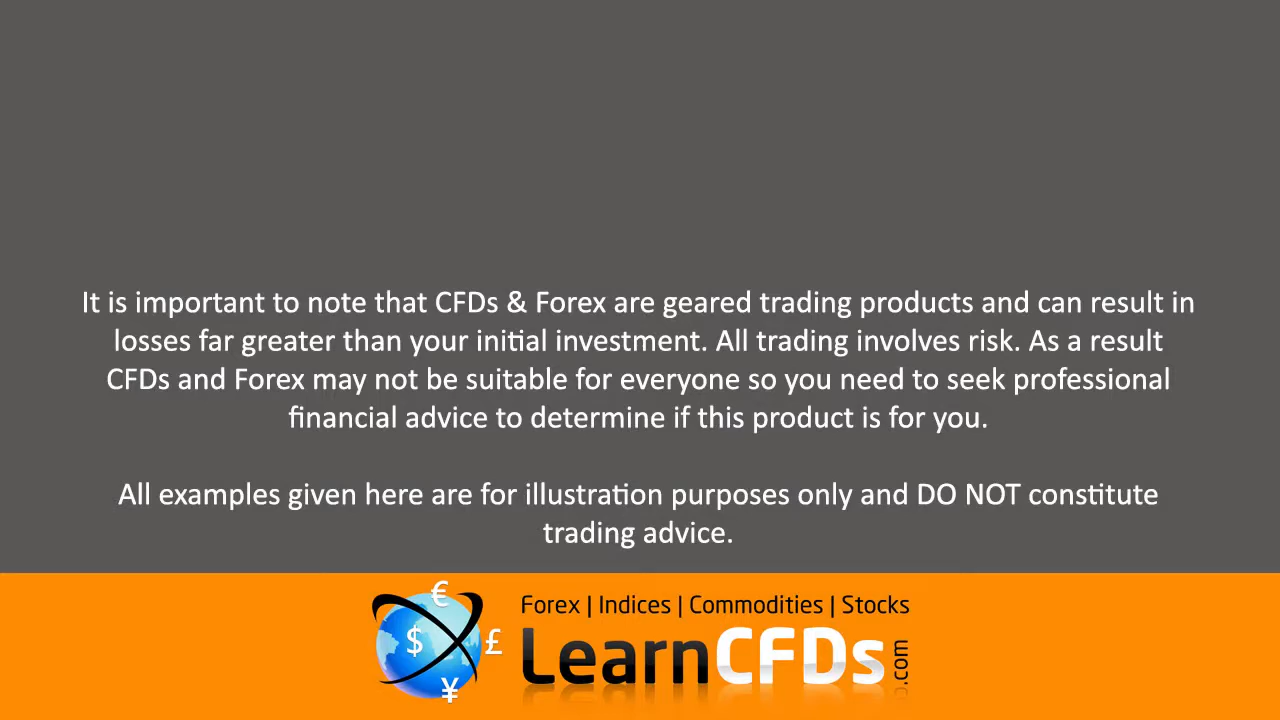 It is important to note that CFDs & Forex are geared trading products and can result in
losses far greater than your initial investment. All trading involves risk. As a result
CFDs and Forex may not be suitable for everyone so you need to seek professional
financial advice to determine if this product is for you.
All examples given here are for illustration purposes only and DO NOT constitute
trading advice.
€
$ £
¥
Forex | Indices | Commodities | Stocks
LearnCFDs.com